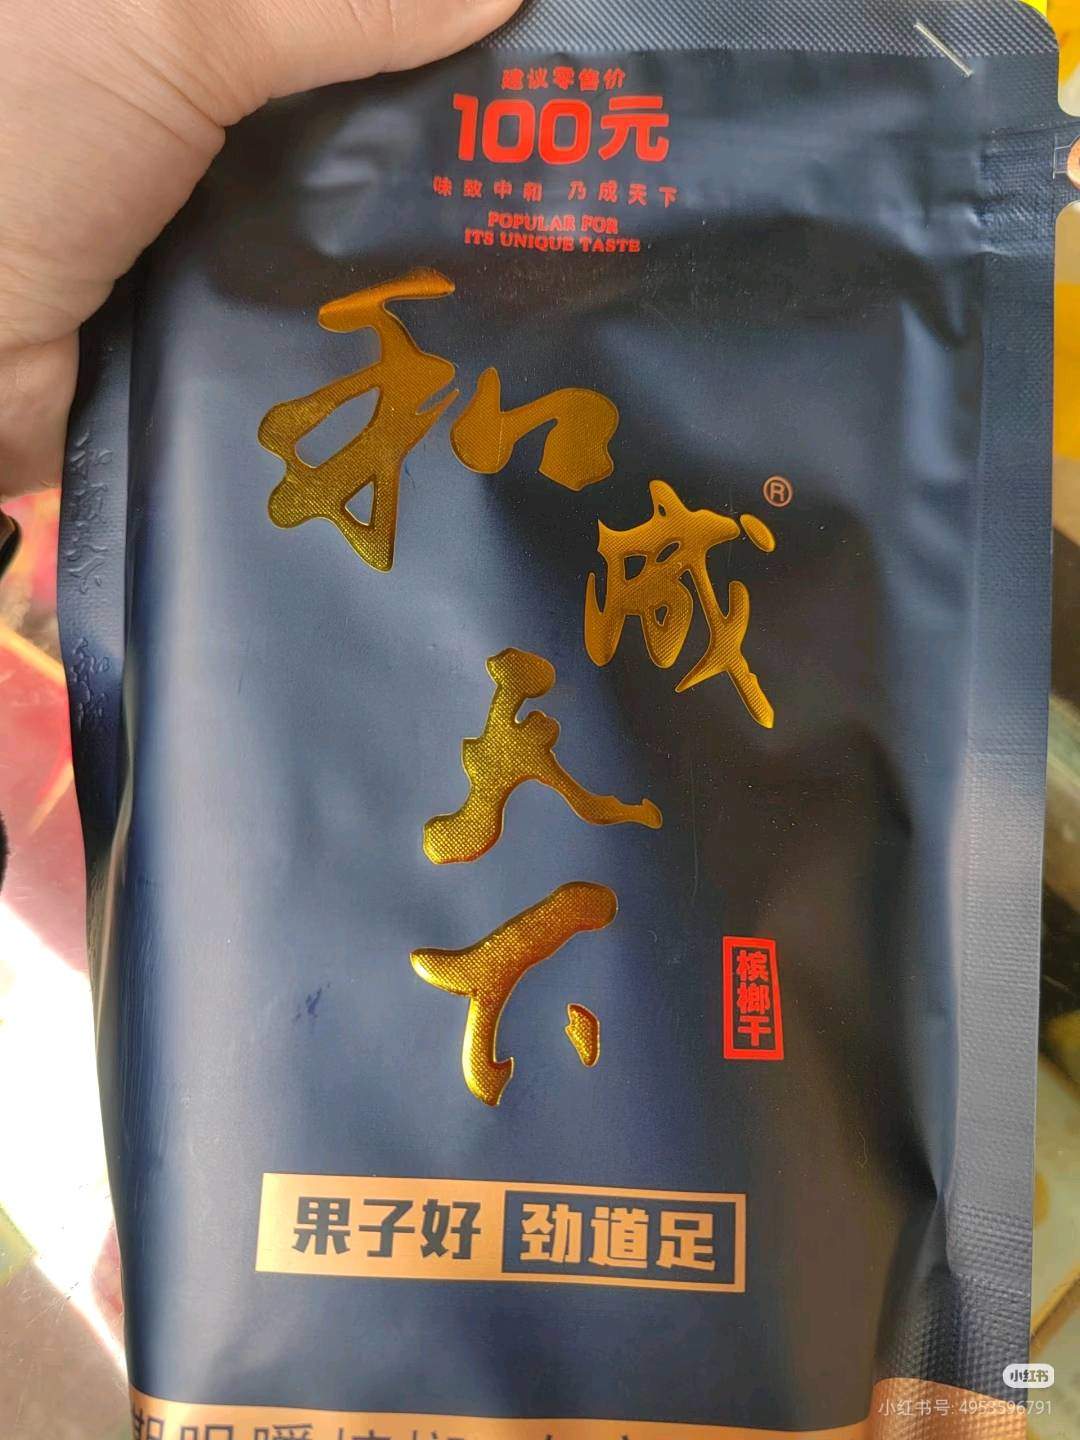 建议零售价
100元
味致中和 乃成天下
POPULAR FOR
ITS UNIQUE TASTE
和成天下
®
槟榔干
果子好 劲道足
小红书
小红书号: 4953596791